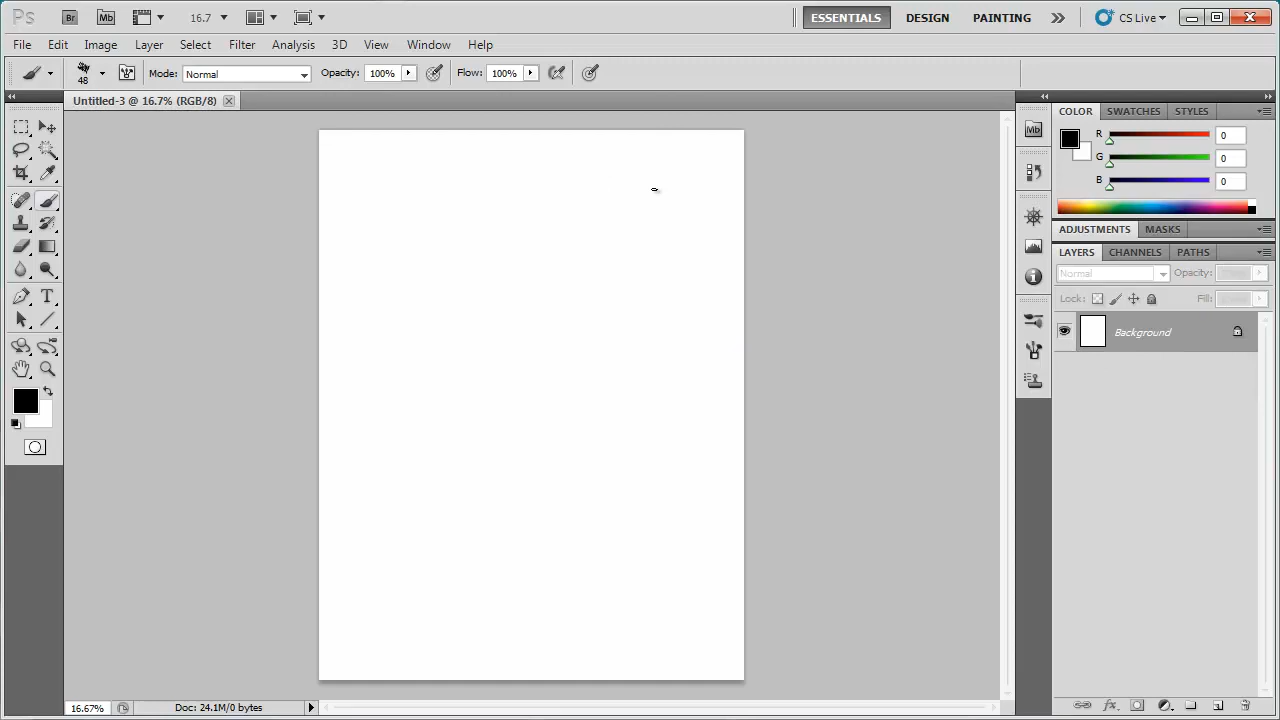 Ps Br Mb 16.7 ESSENTIALS DESIGN PAINTING CS Live
File Edit Image Layer Select Filter Analysis 3D View Window Help
48 Mode: Normal Opacity: 100% Flow: 100%
Untitled-3 @ 16.7% (RGB/8)
Mb
COLOR SWATCHES STYLES
R 0
G 0
B 0
ADJUSTMENTS MASKS
LAYERS CHANNELS PATHS
Normal Opacity:
Lock: Fill:
Background
T
16.67% Doc: 24.1M/0 bytes
fx